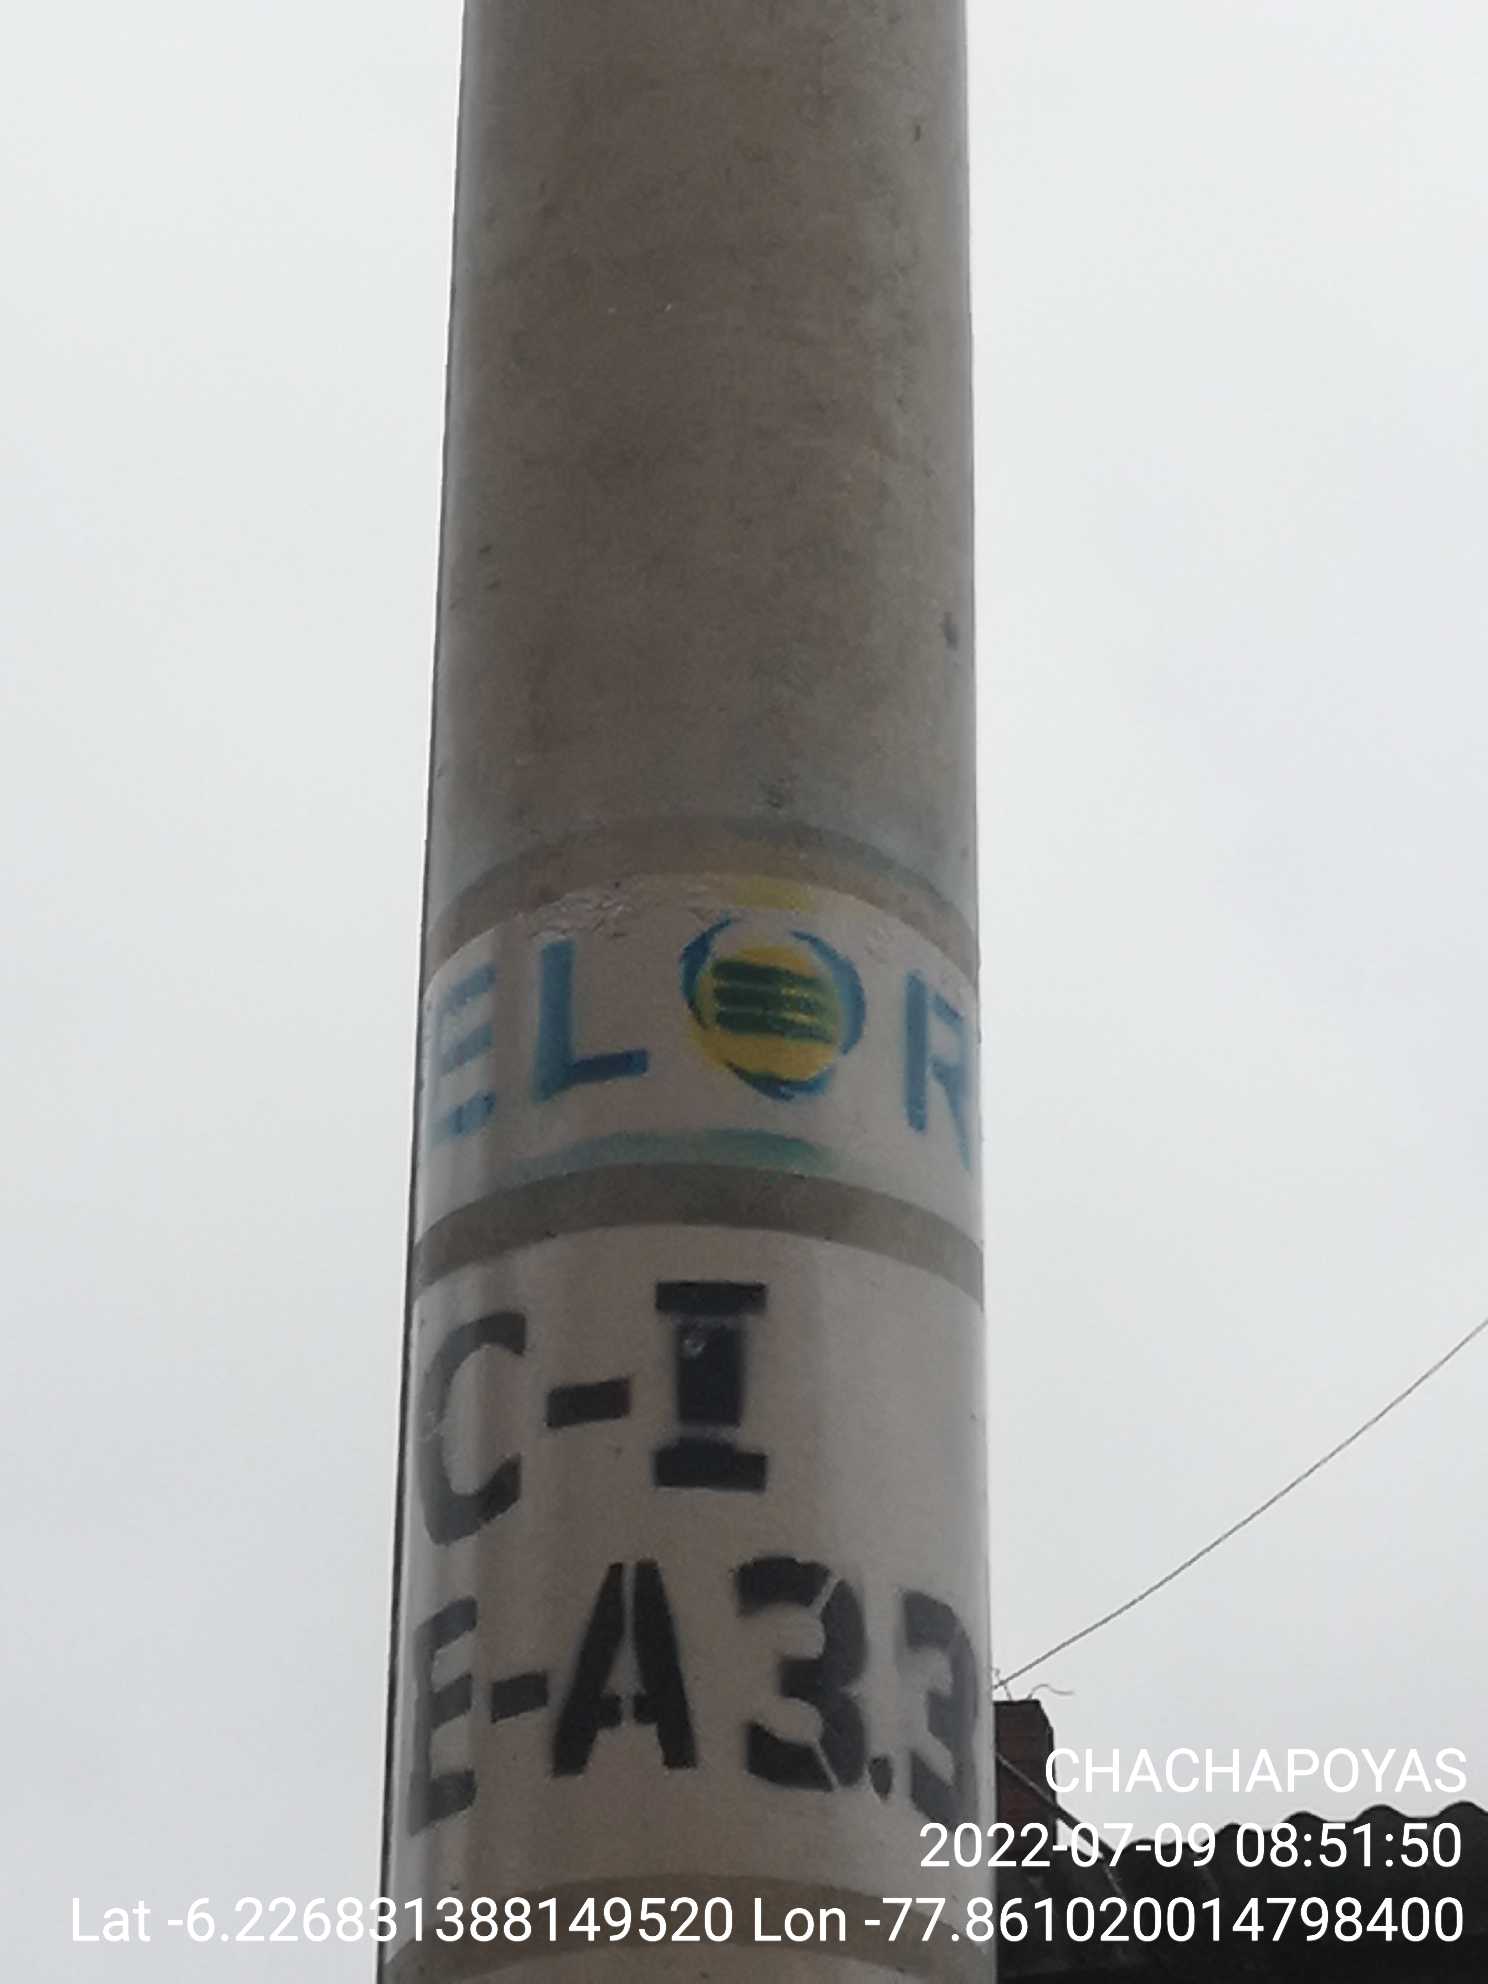 ELOR
C-I
E-A3.3
CHACHAPOYAS
2022-07-09 08:51:50
Lat -6.226831388149520 Lon -77.861020014798400